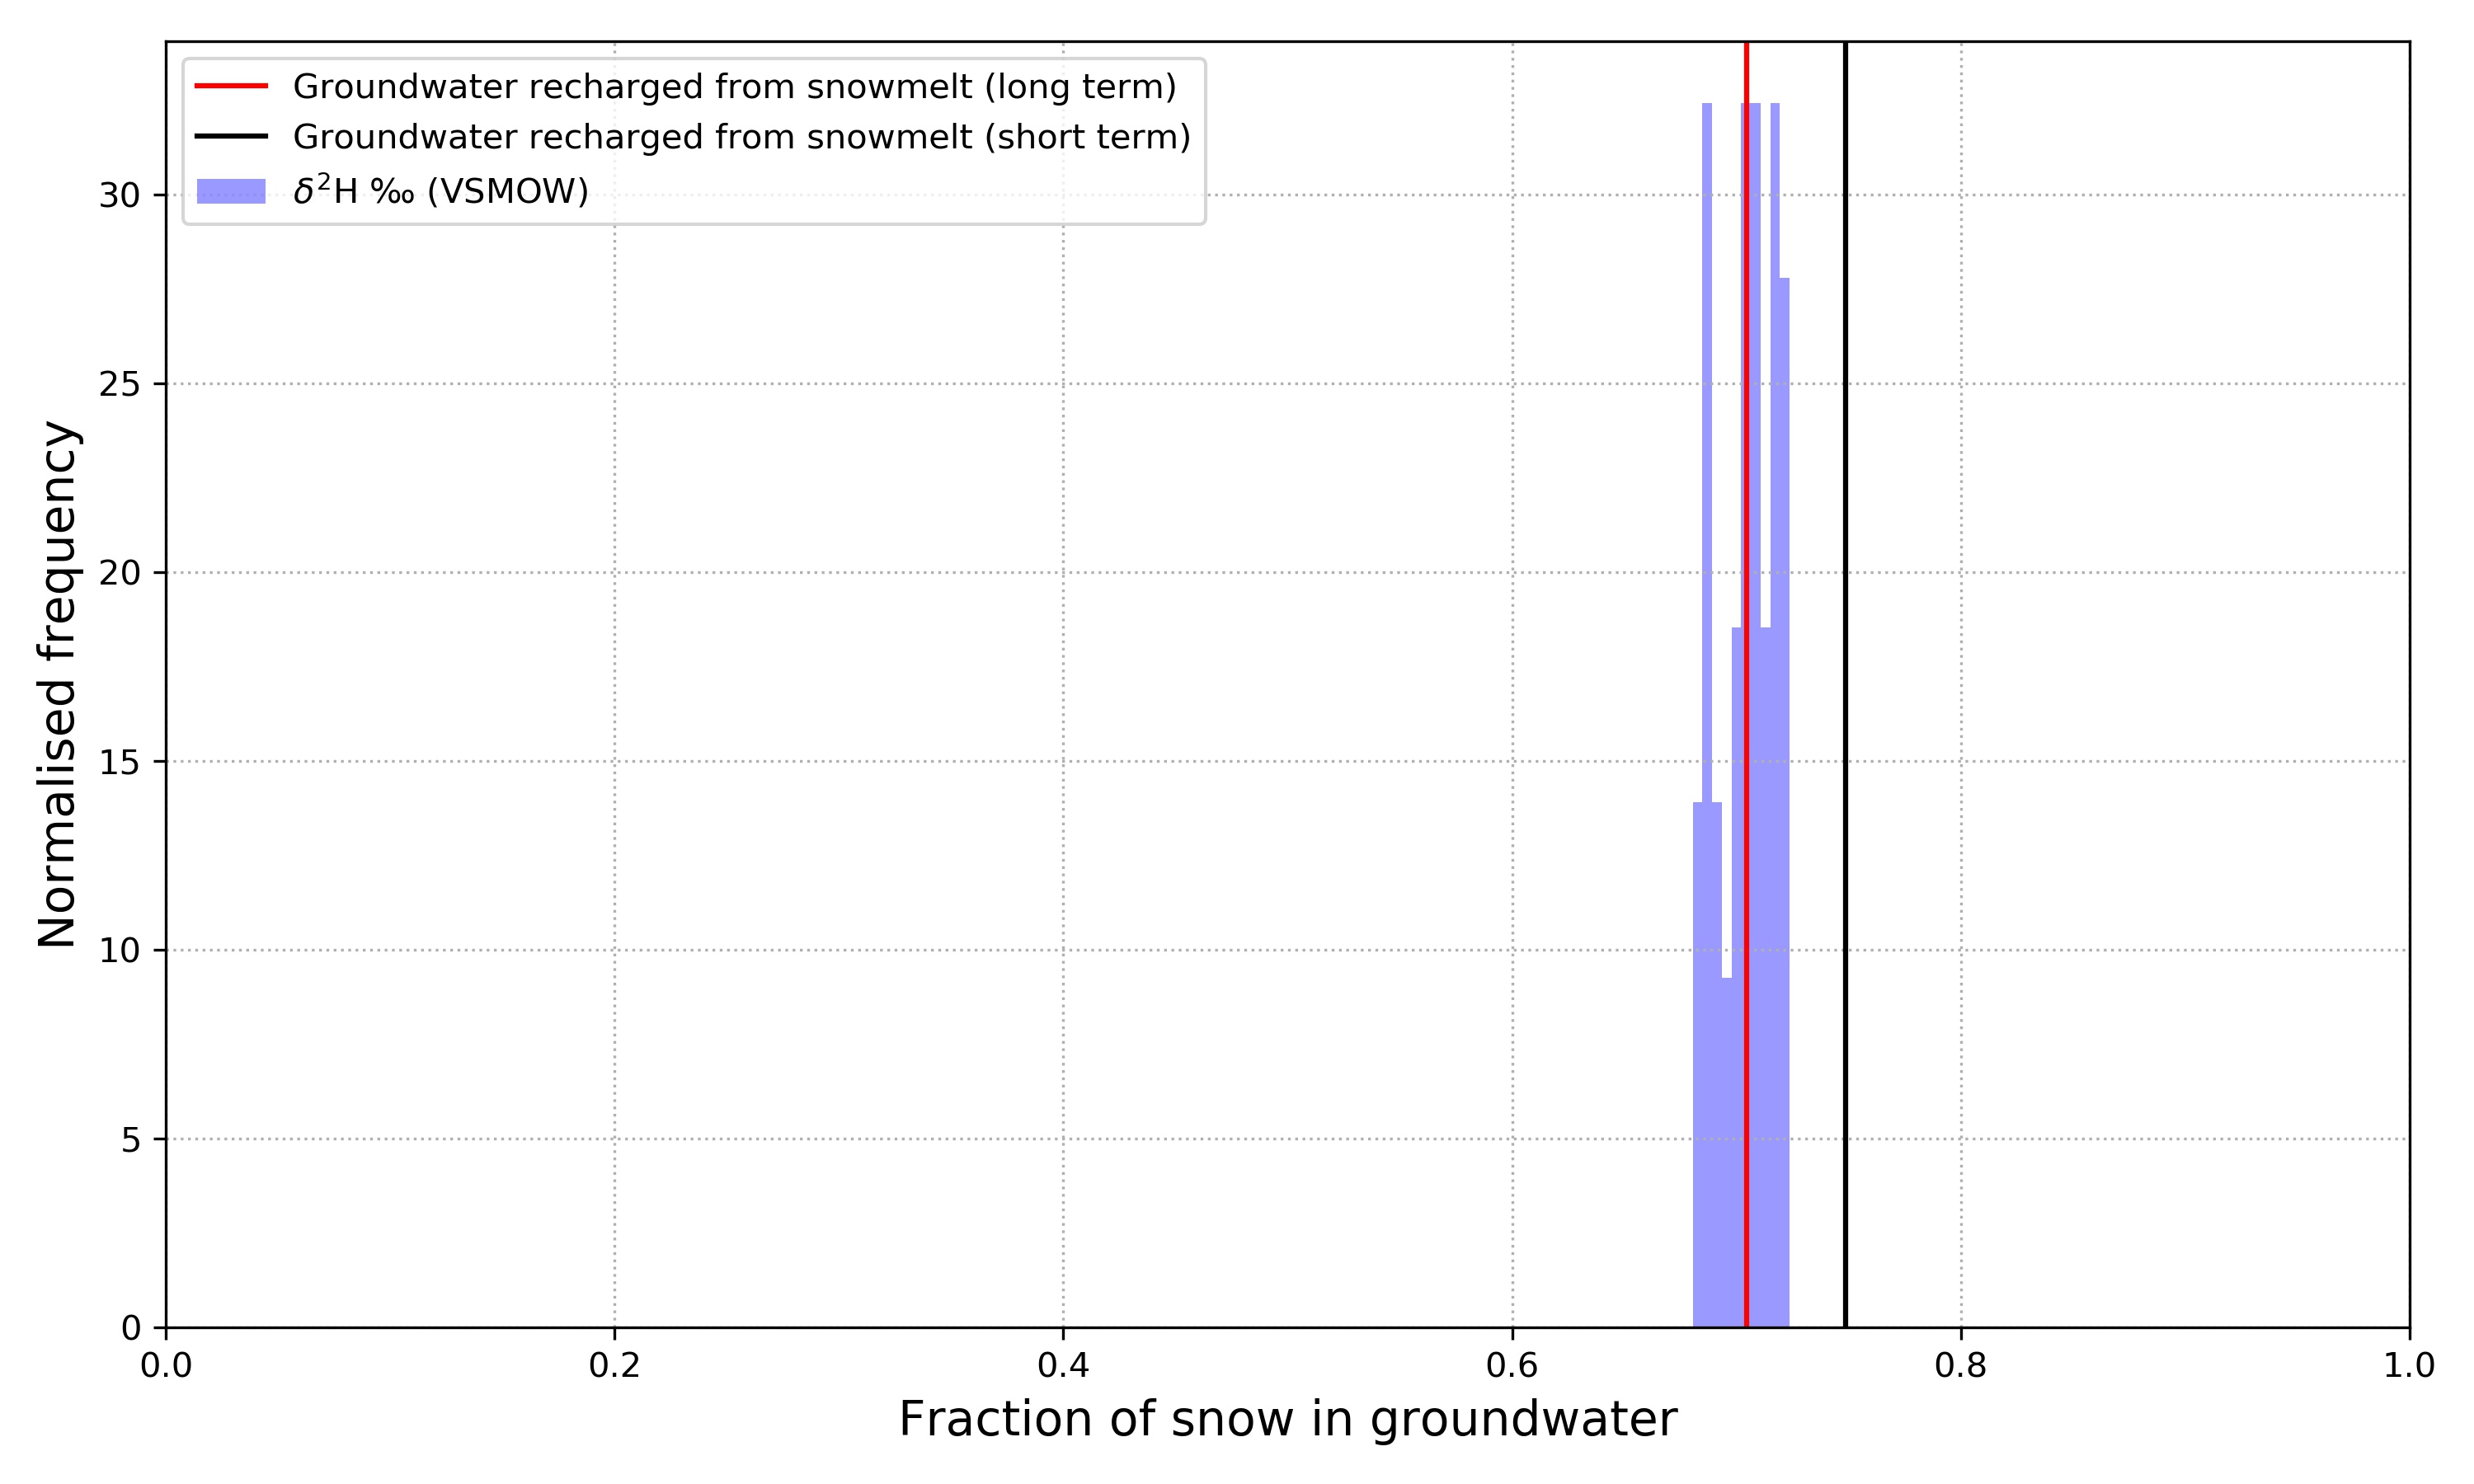 Groundwater recharged from snowmelt (long term)
Groundwater recharged from snowmelt (short term)
δ²H ‰ (VSMOW)
30
25
20
15
10
5
0
Normalised frequency
0.0 0.2 0.4 0.6 0.8 1.0
Fraction of snow in groundwater